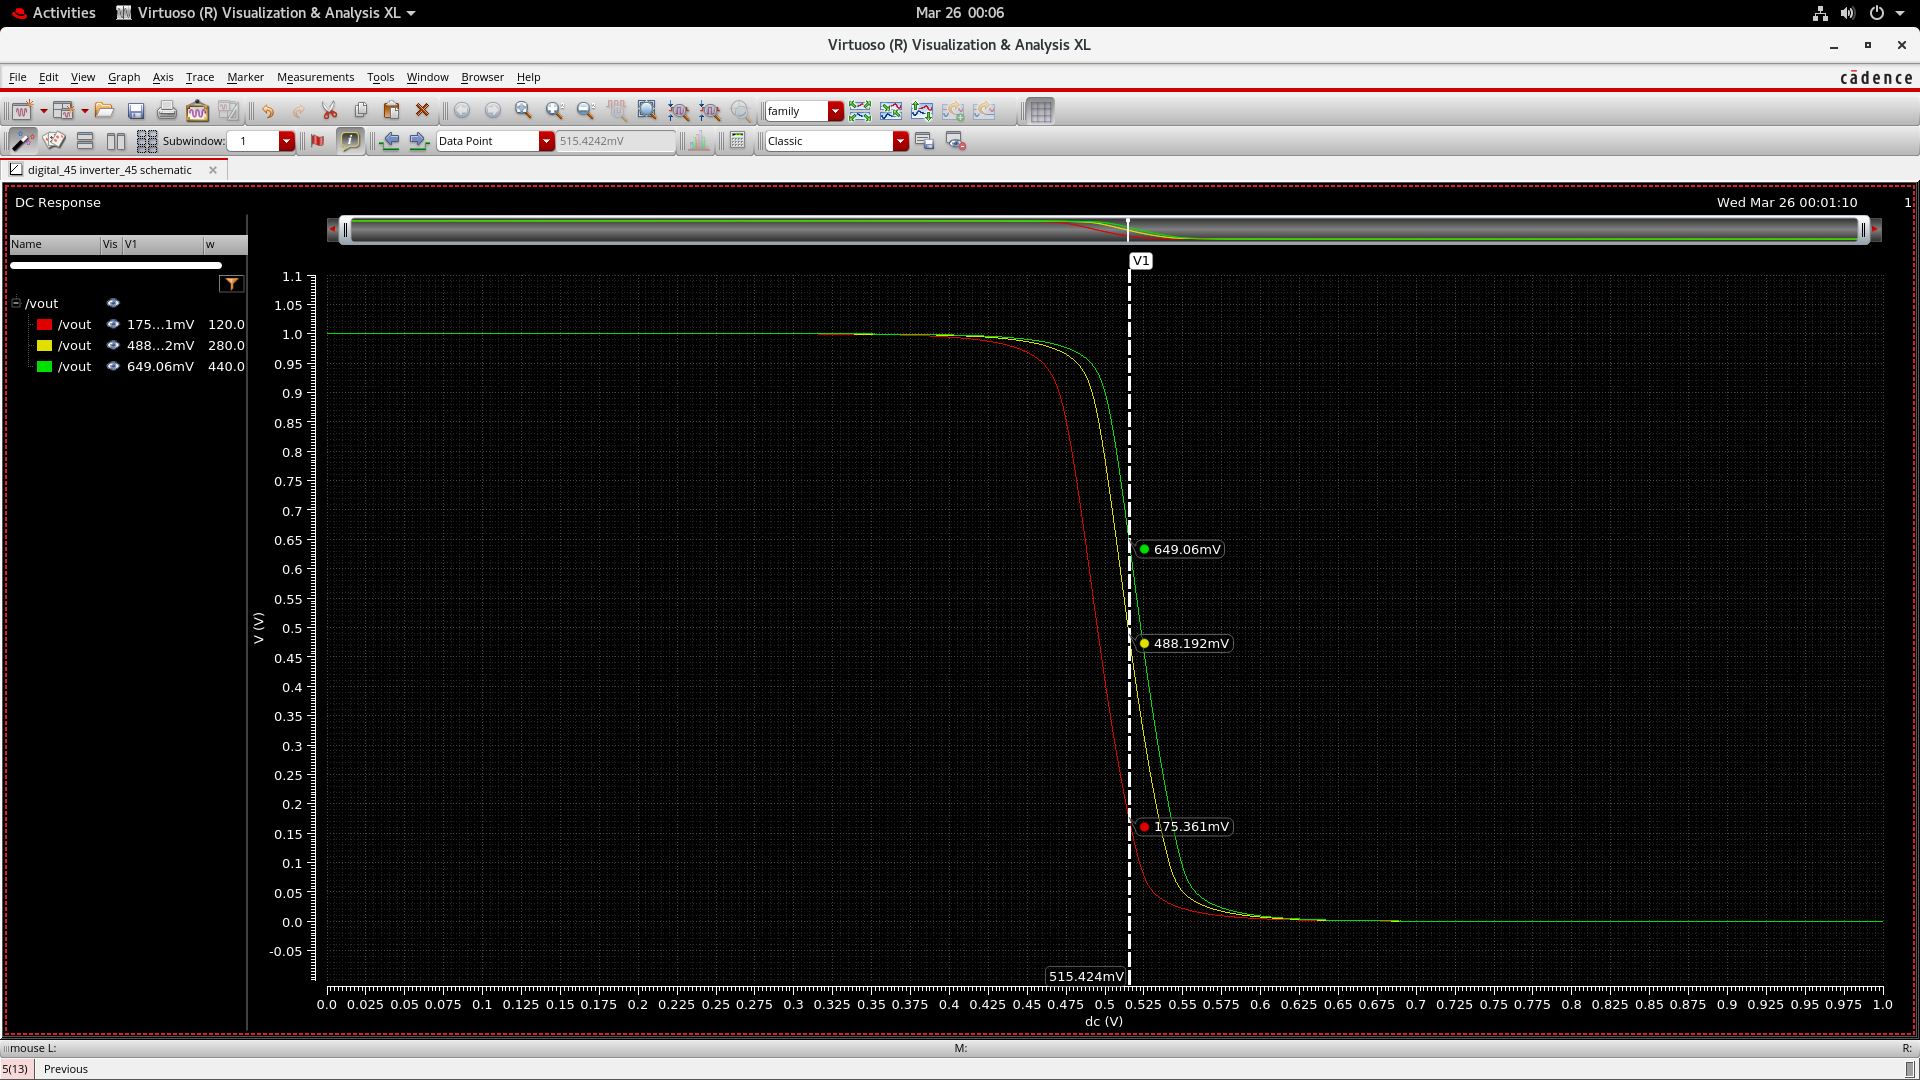 Activities Virtuoso (R) Visualization & Analysis XL Mar 26 00:06
Virtuoso (R) Visualization & Analysis XL
File Edit View Graph Axis Trace Marker Measurements Tools Window Browser Help cādence
family
Subwindow: 1 Data Point 515.4242mV Classic
digital_45 inverter_45 schematic
DC Response Wed Mar 26 00:01:10 1
Name Vis V1 w
/vout
/vout 175...1mV 120.0
/vout 488...2mV 280.0
/vout 649.06mV 440.0
V1
1.1
1.05
1.0
0.95
0.9
0.85
0.8
0.75
0.7
0.65
0.6
0.55
0.5
0.45
0.4
0.35
0.3
0.25
0.2
0.15
0.1
0.05
0.0
-0.05
V (V)
649.06mV
488.192mV
175.361mV
515.424mV
0.0 0.025 0.05 0.075 0.1 0.125 0.15 0.175 0.2 0.225 0.25 0.275 0.3 0.325 0.35 0.375 0.4 0.425 0.45 0.475 0.5 0.525 0.55 0.575 0.6 0.625 0.65 0.675 0.7 0.725 0.75 0.775 0.8 0.825 0.85 0.875 0.9 0.925 0.95 0.975 1.0
dc (V)
mouse L: M: R:
5(13) Previous